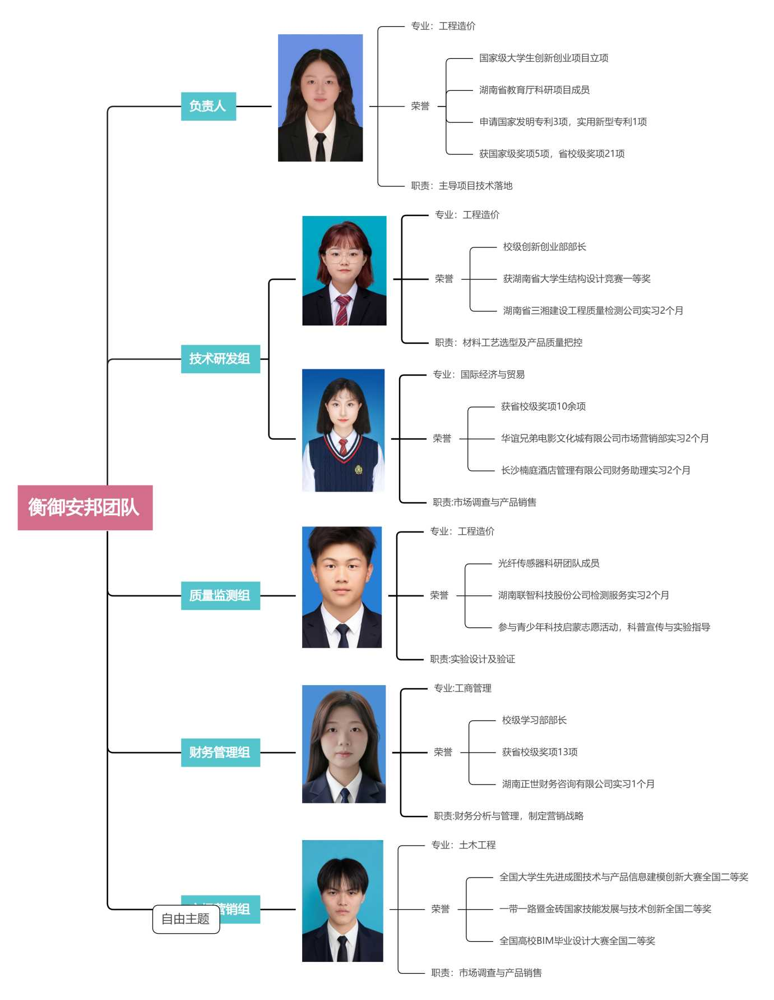 专业：工程造价
国家级大学生创新创业项目立项
湖南省教育厅科研项目成员
负责人
荣誉
申请国家发明专利3项，实用新型专利1项
获国家级奖项5项，省校级奖项21项
职责：主导项目技术落地
专业：工程造价
校级创新创业部部长
荣誉
获湖南省大学生结构设计竞赛一等奖
湖南省三湘建设工程质量检测公司实习2个月
职责：材料工艺选型及产品质量把控
技术研发组
专业：国际经济与贸易
获省校级奖项10余项
荣誉
华谊兄弟电影文化城有限公司市场营销部实习2个月
长沙楠庭酒店管理有限公司财务助理实习2个月
职责:市场调查与产品销售
衡御安邦团队
专业：工程造价
光纤传感器科研团队成员
质量监测组
荣誉
湖南联智科技股份公司检测服务实习2个月
参与青少年科技启蒙志愿活动，科普宣传与实验指导
职责:实验设计及验证
专业:工商管理
校级学习部部长
财务管理组
荣誉
获省校级奖项13项
湖南正世财务咨询有限公司实习1个月
职责:财务分析与管理，制定营销战略
专业：土木工程
全国大学生先进成图技术与产品信息建模创新大赛全国二等奖
营销组
荣誉
一带一路暨金砖国家技能发展与技术创新全国二等奖
自由主题
全国高校BIM毕业设计大赛全国二等奖
职责：市场调查与产品销售